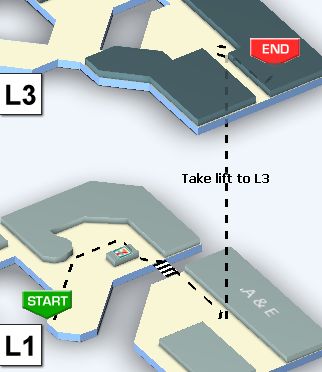 END
L3
Take lift to L3
START
A & E
L1